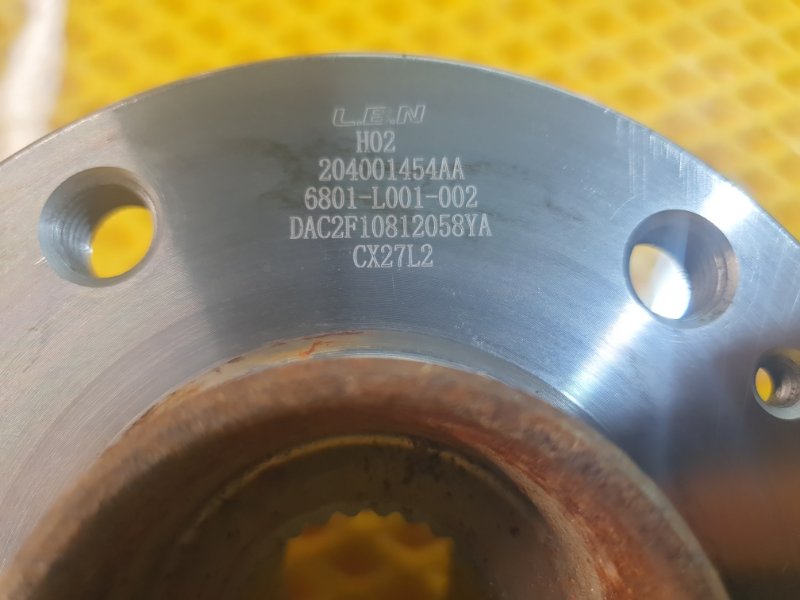 L.E.N
H02
204001454AA
6801-L001-002
DAC2F10812058YA
CX27L2